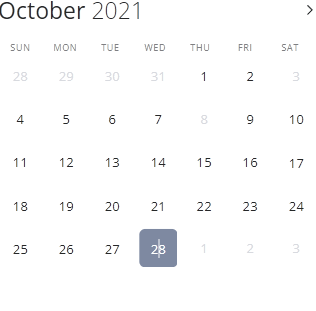 October 2021
SUN MON TUE WED THU FRI SAT
28 29 30 31 1 2 3
4 5 6 7 8 9 10
11 12 13 14 15 16 17
18 19 20 21 22 23 24
25 26 27 28 1 2 3